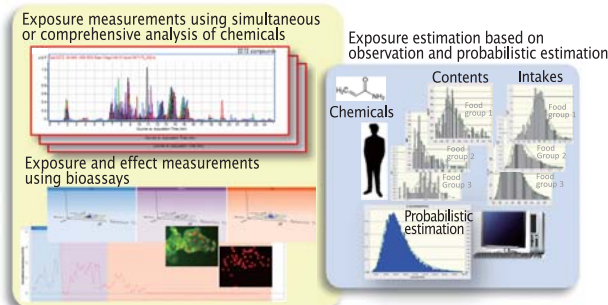 Exposure measurements using simultaneous
or comprehensive analysis of chemicals
Exposure and effect measurements
using bioassays
Exposure estimation based on
observation and probabilistic estimation
Contents
Intakes
H₂C
O
NH₂
Chemicals
Food
group 1
Food
group 1
Food
group 2
Food
Group 2
Food
Group 3
Food
group 3
Probabilistic
estimation